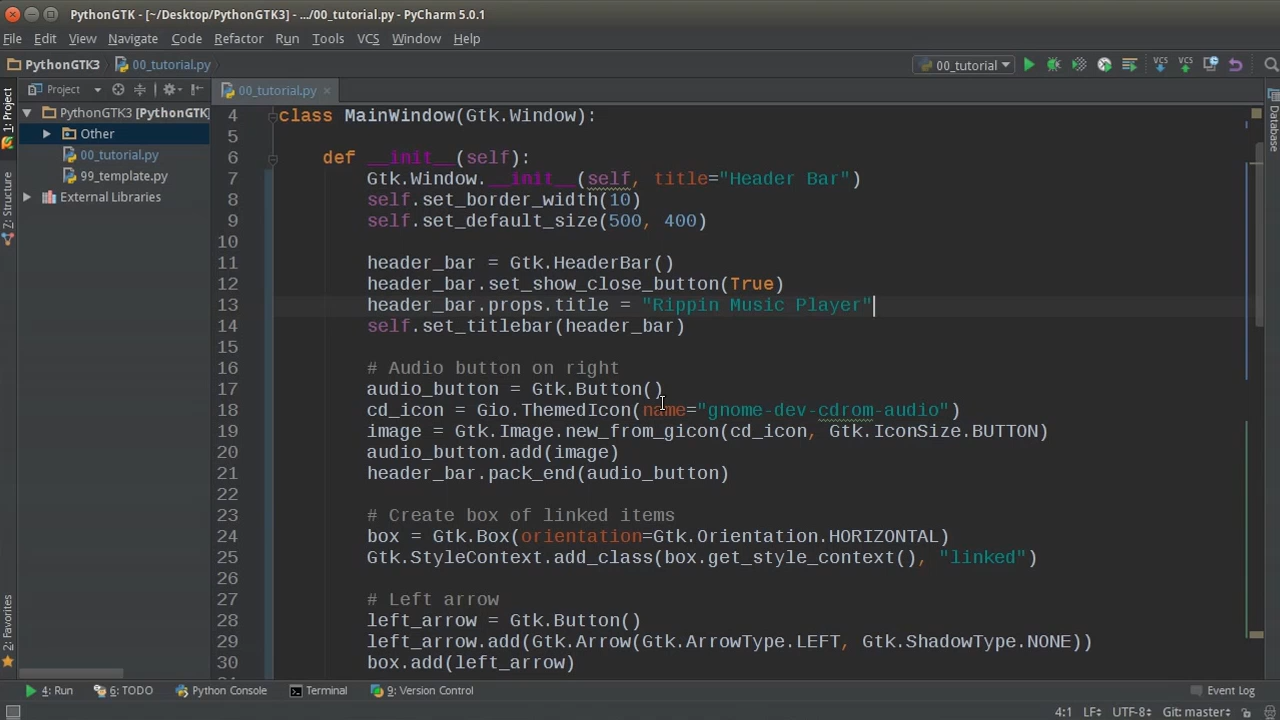 PythonGTK - [~/Desktop/PythonGTK3] - .../00_tutorial.py - PyCharm 5.0.1
File Edit View Navigate Code Refactor Run Tools VCS Window Help
PythonGTK3 00_tutorial.py 00_tutorial VCS VCS
Project 00_tutorial.py
PythonGTK3 [PythonGTK
Other
00_tutorial.py
99_template.py
External Libraries
1: Project
Z: Structure
2: Favorites
Database
4 class MainWindow(Gtk.Window):
5
6 def __init__(self):
7 Gtk.Window.__init__(self, title="Header Bar")
8 self.set_border_width(10)
9 self.set_default_size(500, 400)
10
11 header_bar = Gtk.HeaderBar()
12 header_bar.set_show_close_button(True)
13 header_bar.props.title = "Rippin Music Player"
14 self.set_titlebar(header_bar)
15
16 # Audio button on right
17 audio_button = Gtk.Button()
18 cd_icon = Gio.ThemedIcon(name="gnome-dev-cdrom-audio")
19 image = Gtk.Image.new_from_gicon(cd_icon, Gtk.IconSize.BUTTON)
20 audio_button.add(image)
21 header_bar.pack_end(audio_button)
22
23 # Create box of linked items
24 box = Gtk.Box(orientation=Gtk.Orientation.HORIZONTAL)
25 Gtk.StyleContext.add_class(box.get_style_context(), "linked")
26
27 # Left arrow
28 left_arrow = Gtk.Button()
29 left_arrow.add(Gtk.Arrow(Gtk.ArrowType.LEFT, Gtk.ShadowType.NONE))
30 box.add(left_arrow)
4: Run 6: TODO Python Console Terminal 9: Version Control Event Log
4:1 LF÷ UTF-8÷ Git: master÷